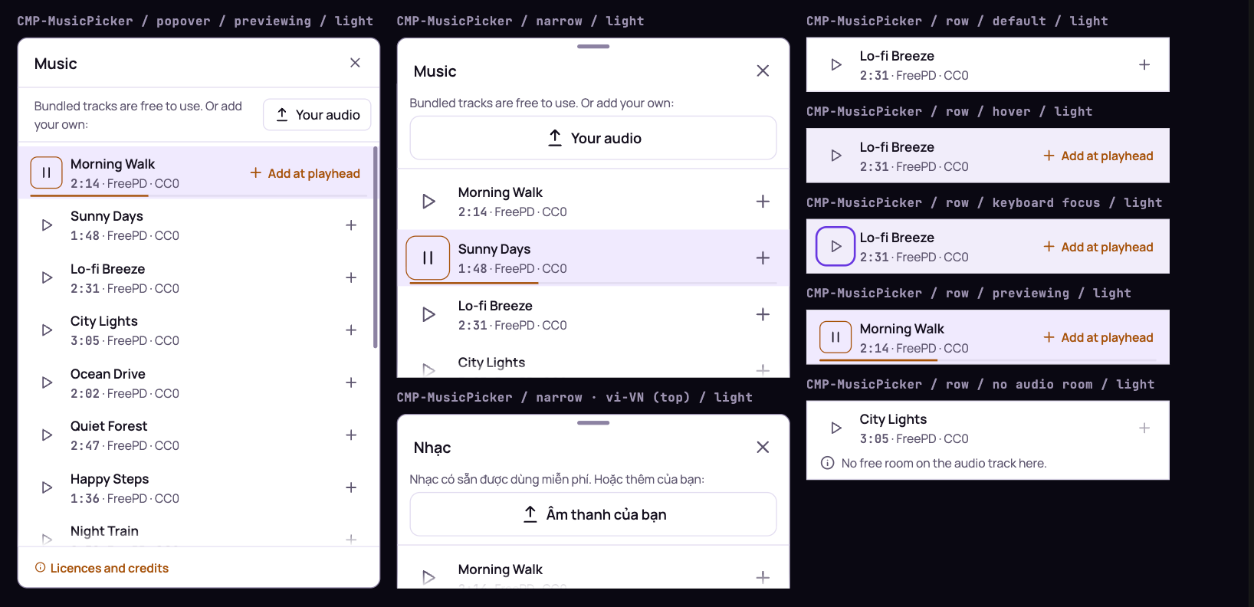 CMP-MusicPicker / popover / previewing / light
Music
Bundled tracks are free to use. Or add
your own:
Your audio
Morning Walk
2:14 · FreePD · CC0
Add at playhead
Sunny Days
1:48 · FreePD · CC0
Lo-fi Breeze
2:31 · FreePD · CC0
City Lights
3:05 · FreePD · CC0
Ocean Drive
2:02 · FreePD · CC0
Quiet Forest
2:47 · FreePD · CC0
Happy Steps
1:36 · FreePD · CC0
Night Train
Licences and credits
CMP-MusicPicker / narrow / light
Music
Bundled tracks are free to use. Or add your own:
Your audio
Morning Walk
2:14 · FreePD · CC0
Sunny Days
1:48 · FreePD · CC0
Lo-fi Breeze
2:31 · FreePD · CC0
City Lights
CMP-MusicPicker / narrow · vi-VN (top) / light
Nhạc
Nhạc có sẵn được dùng miễn phí. Hoặc thêm của bạn:
Âm thanh của bạn
Morning Walk
CMP-MusicPicker / row / default / light
Lo-fi Breeze
2:31 · FreePD · CC0
CMP-MusicPicker / row / hover / light
Lo-fi Breeze
2:31 · FreePD · CC0
Add at playhead
CMP-MusicPicker / row / keyboard focus / light
Lo-fi Breeze
2:31 · FreePD · CC0
Add at playhead
CMP-MusicPicker / row / previewing / light
Morning Walk
2:14 · FreePD · CC0
Add at playhead
CMP-MusicPicker / row / no audio room / light
City Lights
3:05 · FreePD · CC0
No free room on the audio track here.